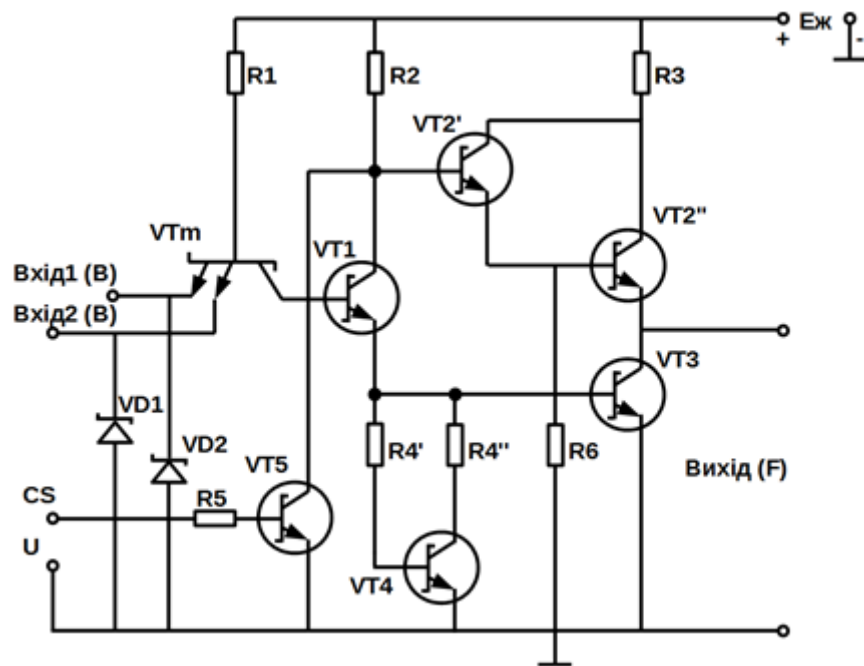 Еж
+
-
R1
R2
R3
VT2'
VTm
VT1
VT2"
Вхід1 (В)
Вхід2 (В)
VT3
VD1
VD2
R4'
R4''
R6
VT5
Вихід (F)
CS
R5
U
VT4